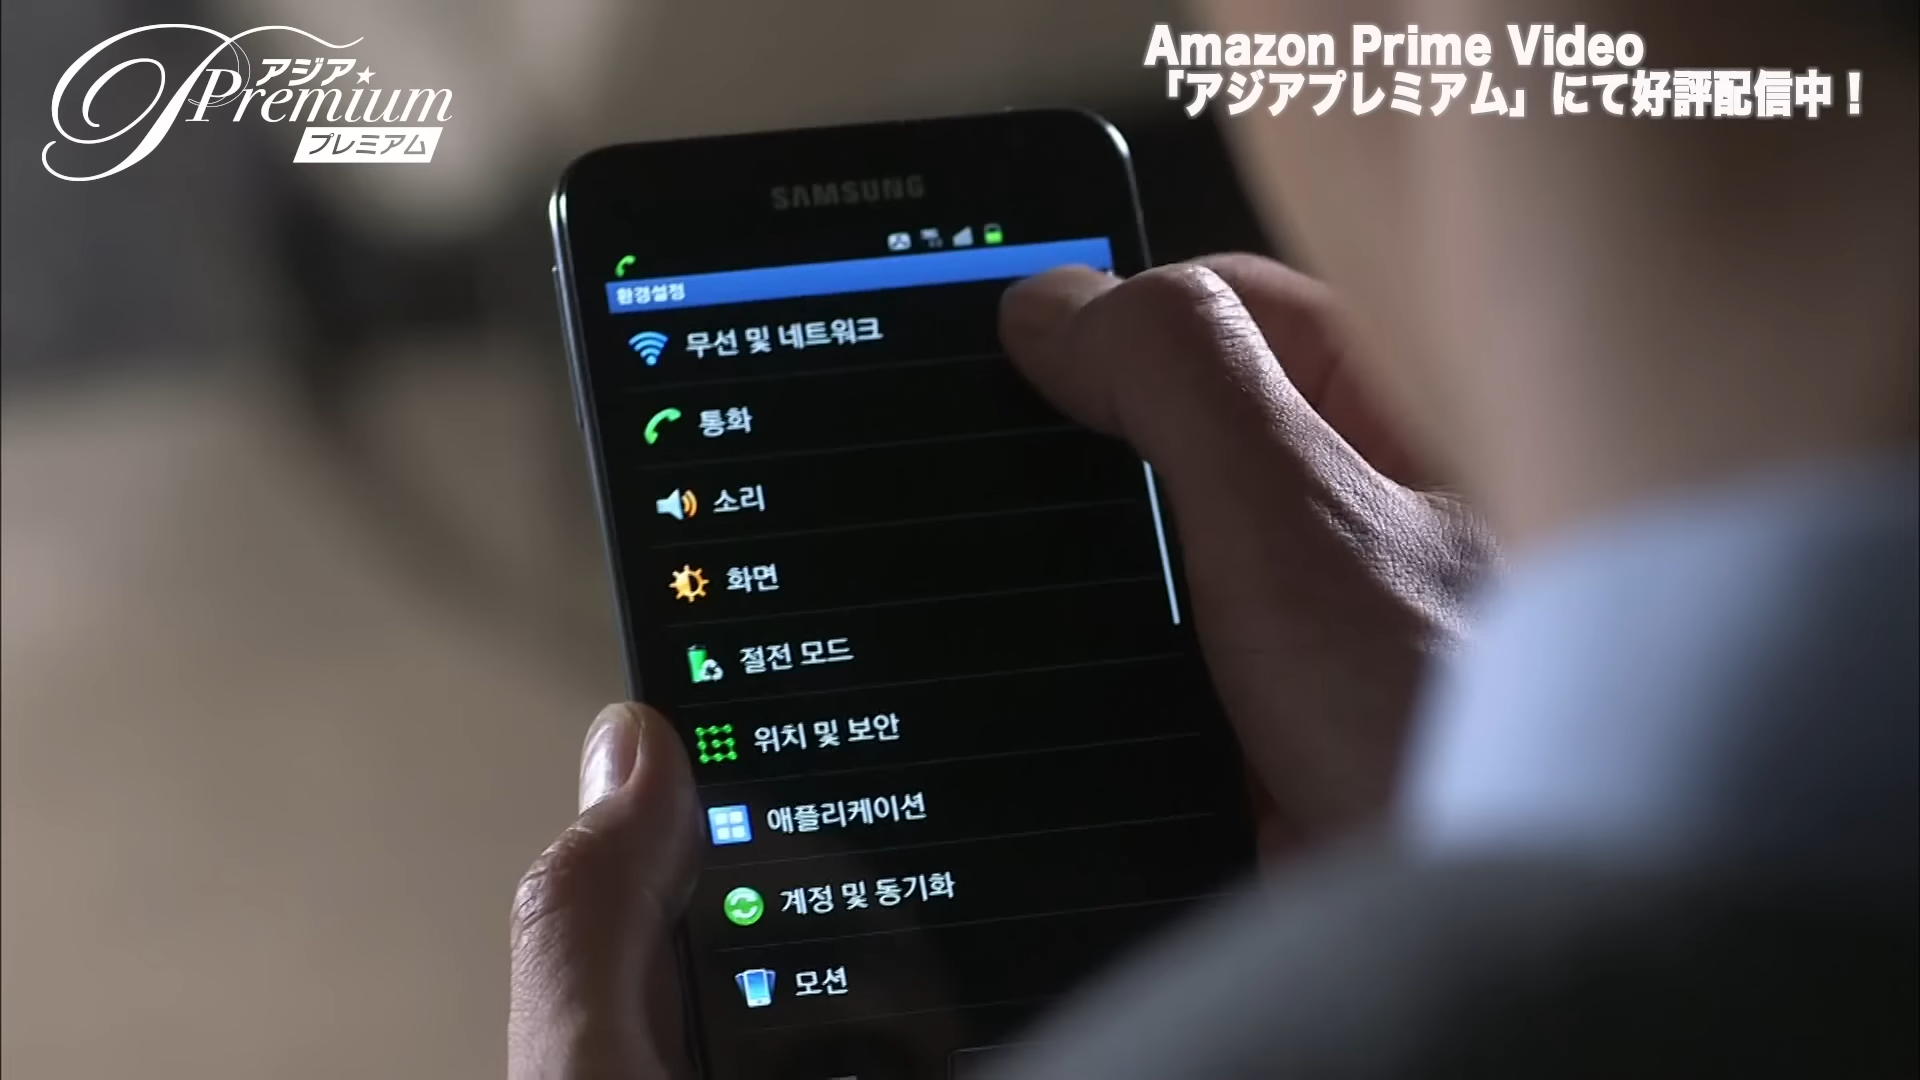 アジア★
Premium
プレミアム
Amazon Prime Video
「アジアプレミアム」にて好評配信中！
SAMSUNG
환경설정
무선 및 네트워크
통화
소리
화면
절전 모드
위치 및 보안
애플리케이션
계정 및 동기화
모션